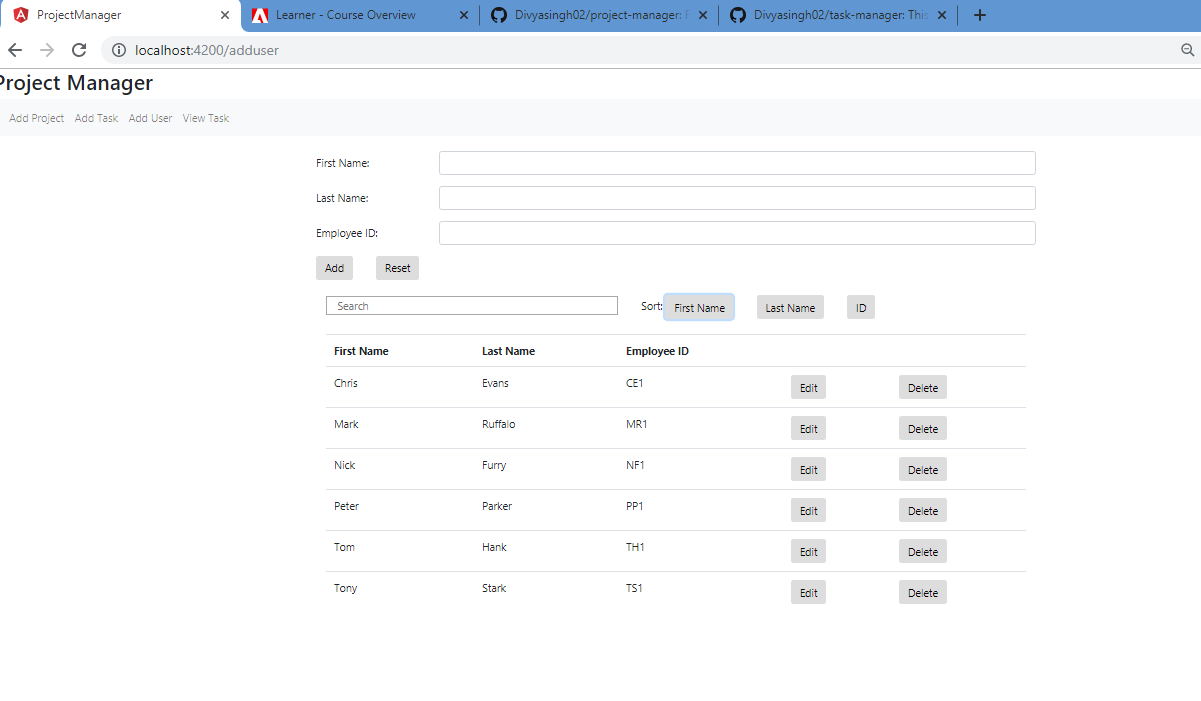 ProjectManager Learner - Course Overview Divyasingh02/project-manager: Divyasingh02/task-manager: This
localhost:4200/adduser
Project Manager
Add Project Add Task Add User View Task
First Name:
Last Name:
Employee ID:
Add Reset
Search Sort: First Name Last Name ID
First Name Last Name Employee ID
Chris Evans CE1 Edit Delete
Mark Ruffalo MR1 Edit Delete
Nick Furry NF1 Edit Delete
Peter Parker PP1 Edit Delete
Tom Hank TH1 Edit Delete
Tony Stark TS1 Edit Delete